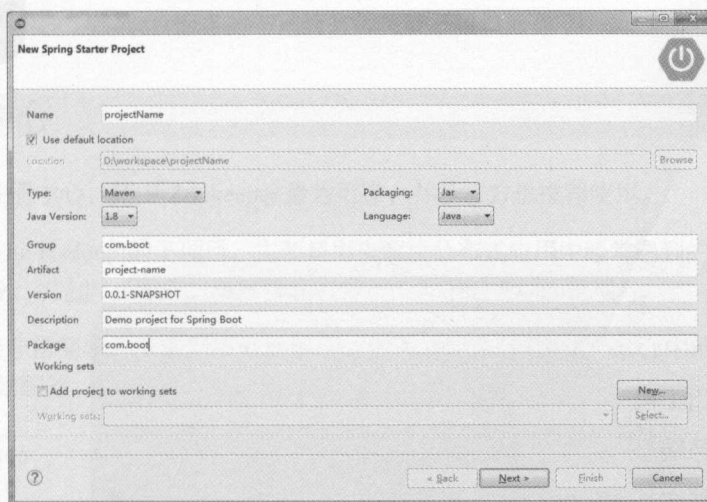 New Spring Starter Project
Name projectName
Use default location
Location D:\workspace\projectName Browse
Type: Maven Packaging: Jar
Java Version: 1.8 Language: Java
Group com.boot
Artifact project-name
Version 0.0.1-SNAPSHOT
Description Demo project for Spring Boot
Package com.boot
Working sets
Add project to working sets New...
Working sets: Select...
< Back Next > Finish Cancel